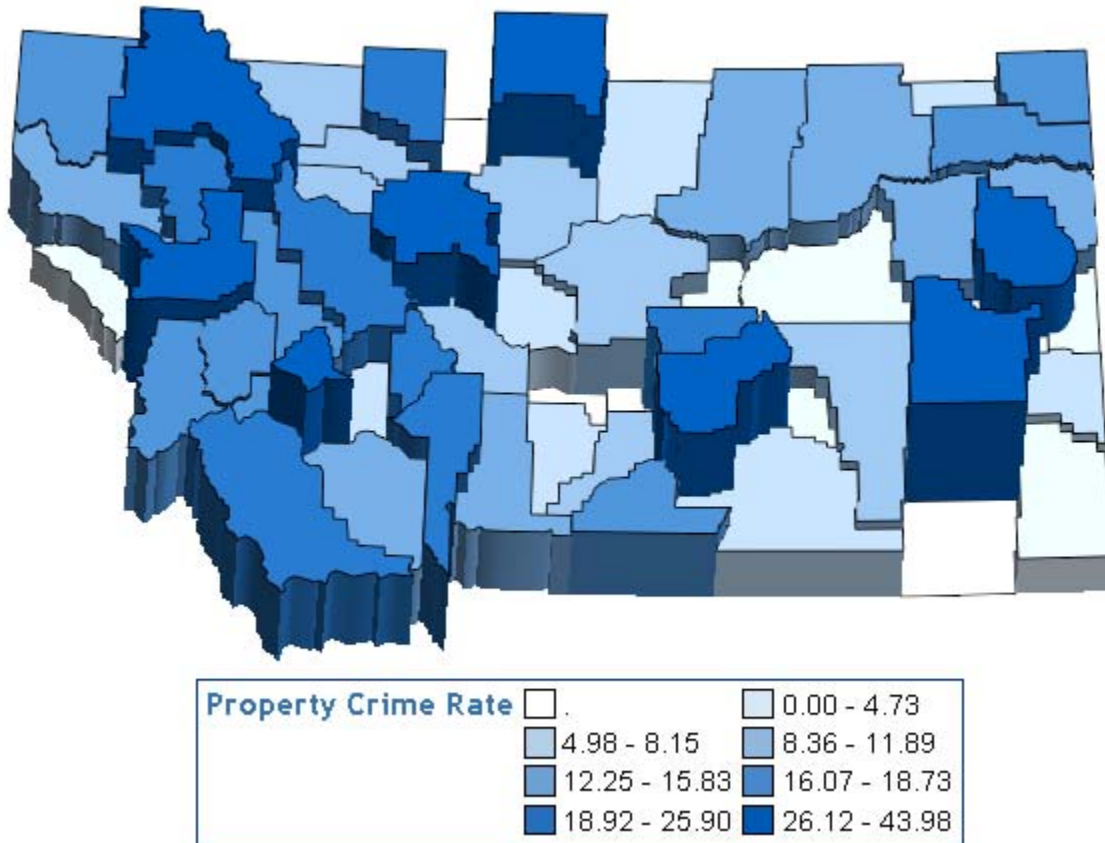 Property Crime Rate . 0.00 - 4.73
4.98 - 8.15 8.36 - 11.89
12.25 - 15.83 16.07 - 18.73
18.92 - 25.90 26.12 - 43.98